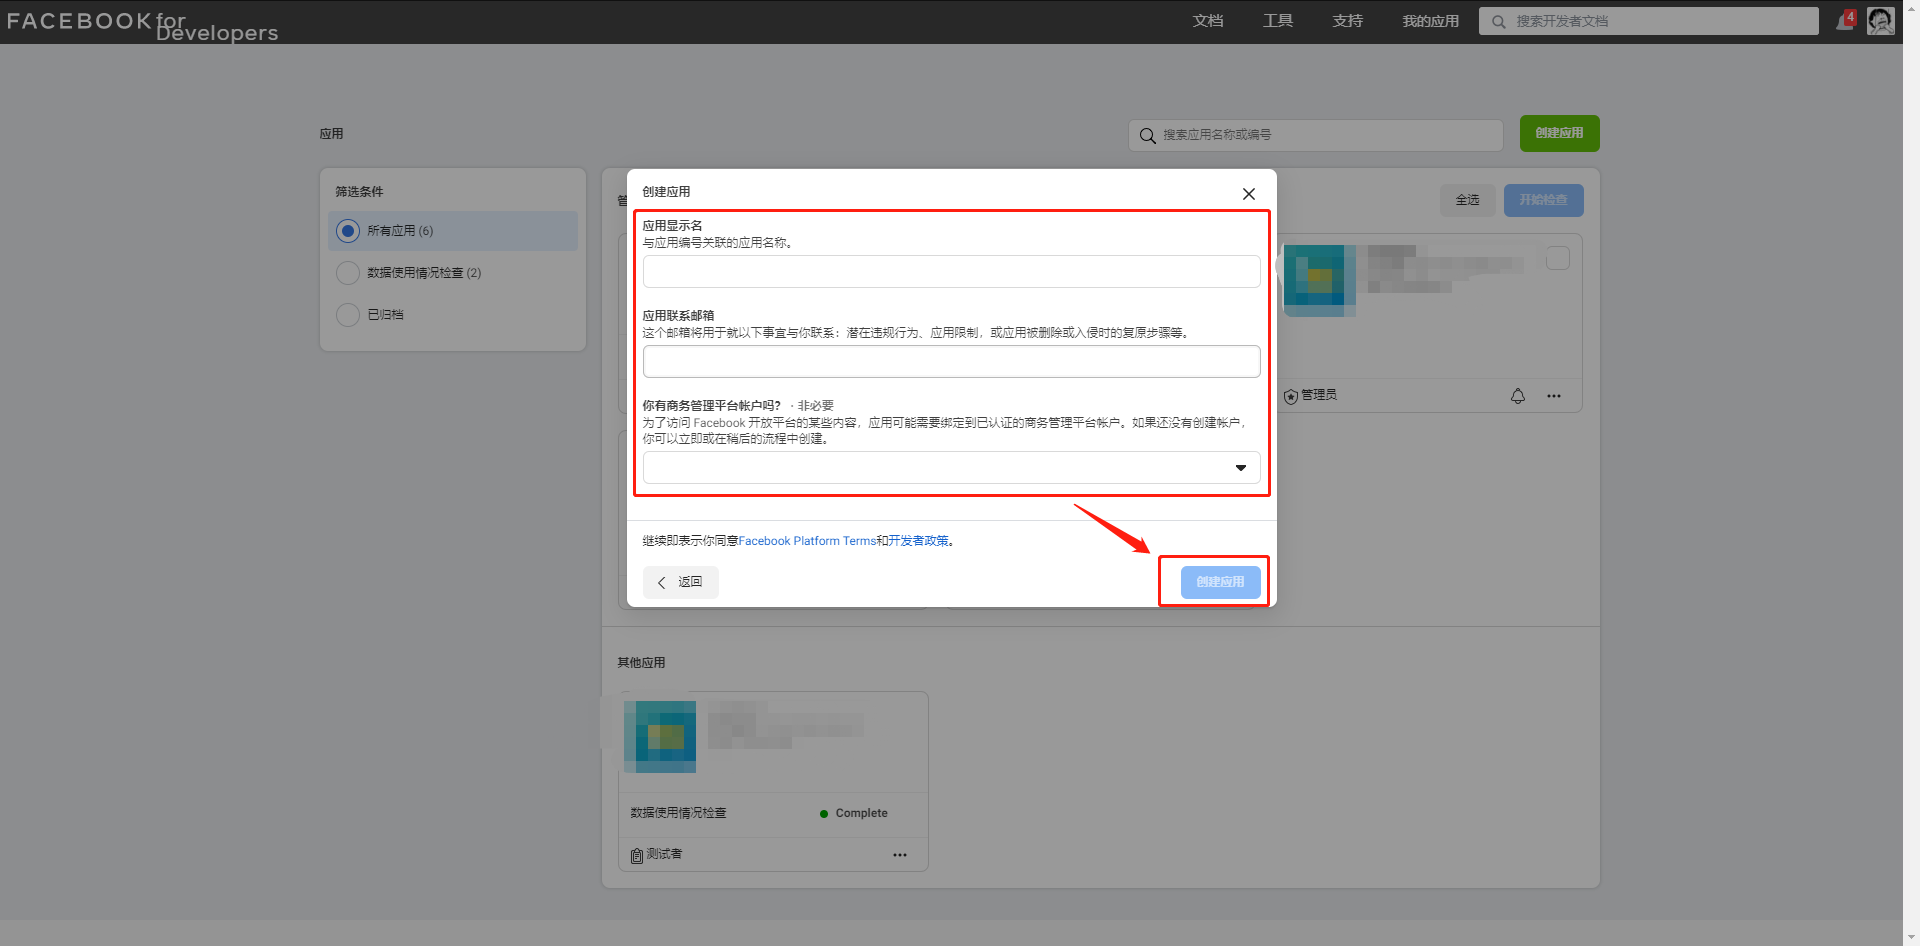 FACEBOOK for Developers
文档
工具
支持
我的应用
搜索开发者文档
4
应用
搜索应用名称或编号
创建应用
筛选条件
所有应用 (6)
数据使用情况检查 (2)
已归档
全选
开始检查
创建应用
应用显示名
与应用编号关联的应用名称。
应用联系邮箱
这个邮箱将用于就以下事宜与你联系：潜在违规行为、应用限制，或应用被删除或入侵时的复原步骤等。
你有商务管理平台帐户吗？ · 非必要
为了访问 Facebook 开放平台的某些内容，应用可能需要绑定到已认证的商务管理平台帐户。如果还没有创建帐户，
你可以立即或在稍后的流程中创建。
继续即表示你同意Facebook Platform Terms和开发者政策。
返回
创建应用
管理员
其他应用
数据使用情况检查
Complete
测试者